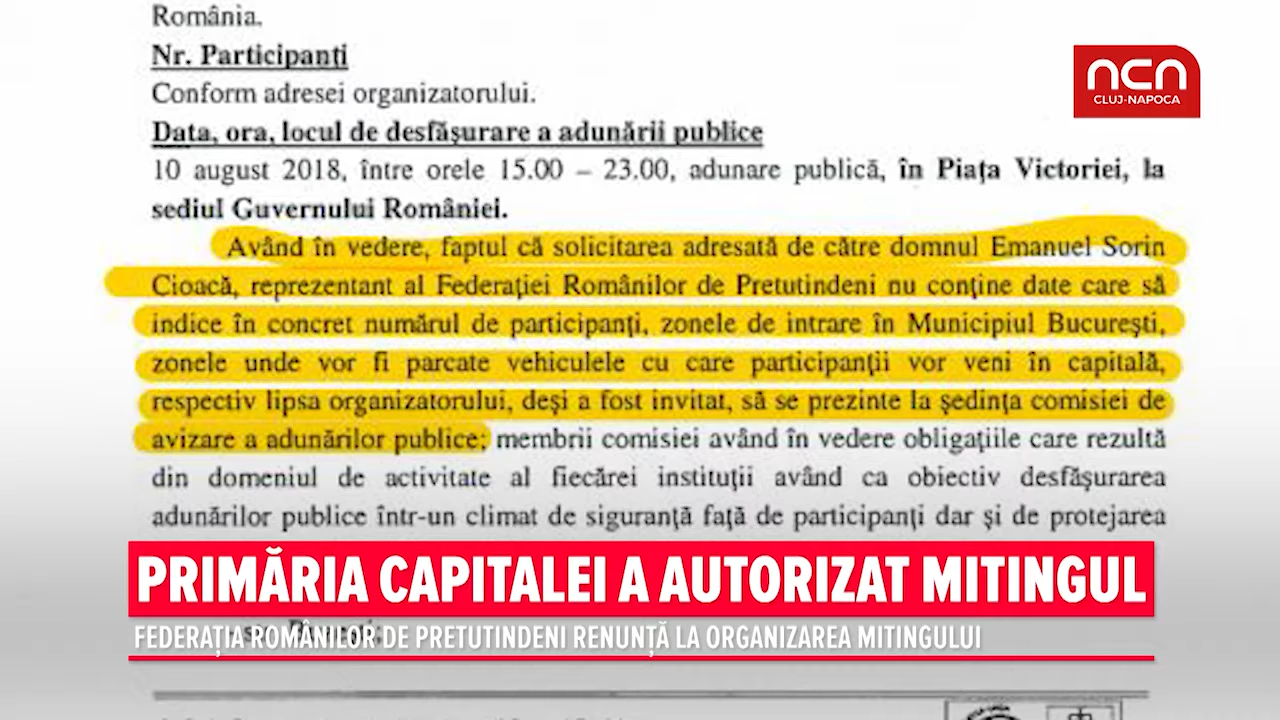 România.
Nr. Participanți
Conform adresei organizatorului.
Data, ora, locul de desfășurare a adunării publice
10 august 2018, între orele 15.00 – 23.00, adunare publică, în Piața Victoriei, la
sediul Guvernului României.
Având în vedere, faptul că solicitarea adresată de către domnul Emanuel Sorin
Cioacă, reprezentant al Federației Românilor de Pretutindeni nu conține date care să
indice în concret numărul de participanți, zonele de intrare în Municipiul București,
zonele unde vor fi parcate vehiculele cu care participanții vor veni în capitală,
respectiv lipsa organizatorului, deși a fost invitat, să se prezinte la ședința comisiei de
avizare a adunărilor publice; membrii comisiei având în vedere obligațiile care rezultă
din domeniul de activitate al fiecărei instituții având ca obiectiv desfășurarea
adunărilor publice într-un climat de siguranță față de participanți dar și de protejarea
ncn
CLUJ-NAPOCA
PRIMĂRIA CAPITALEI A AUTORIZAT MITINGUL
FEDERAȚIA ROMÂNILOR DE PRETUTINDENI RENUNȚĂ LA ORGANIZAREA MITINGULUI